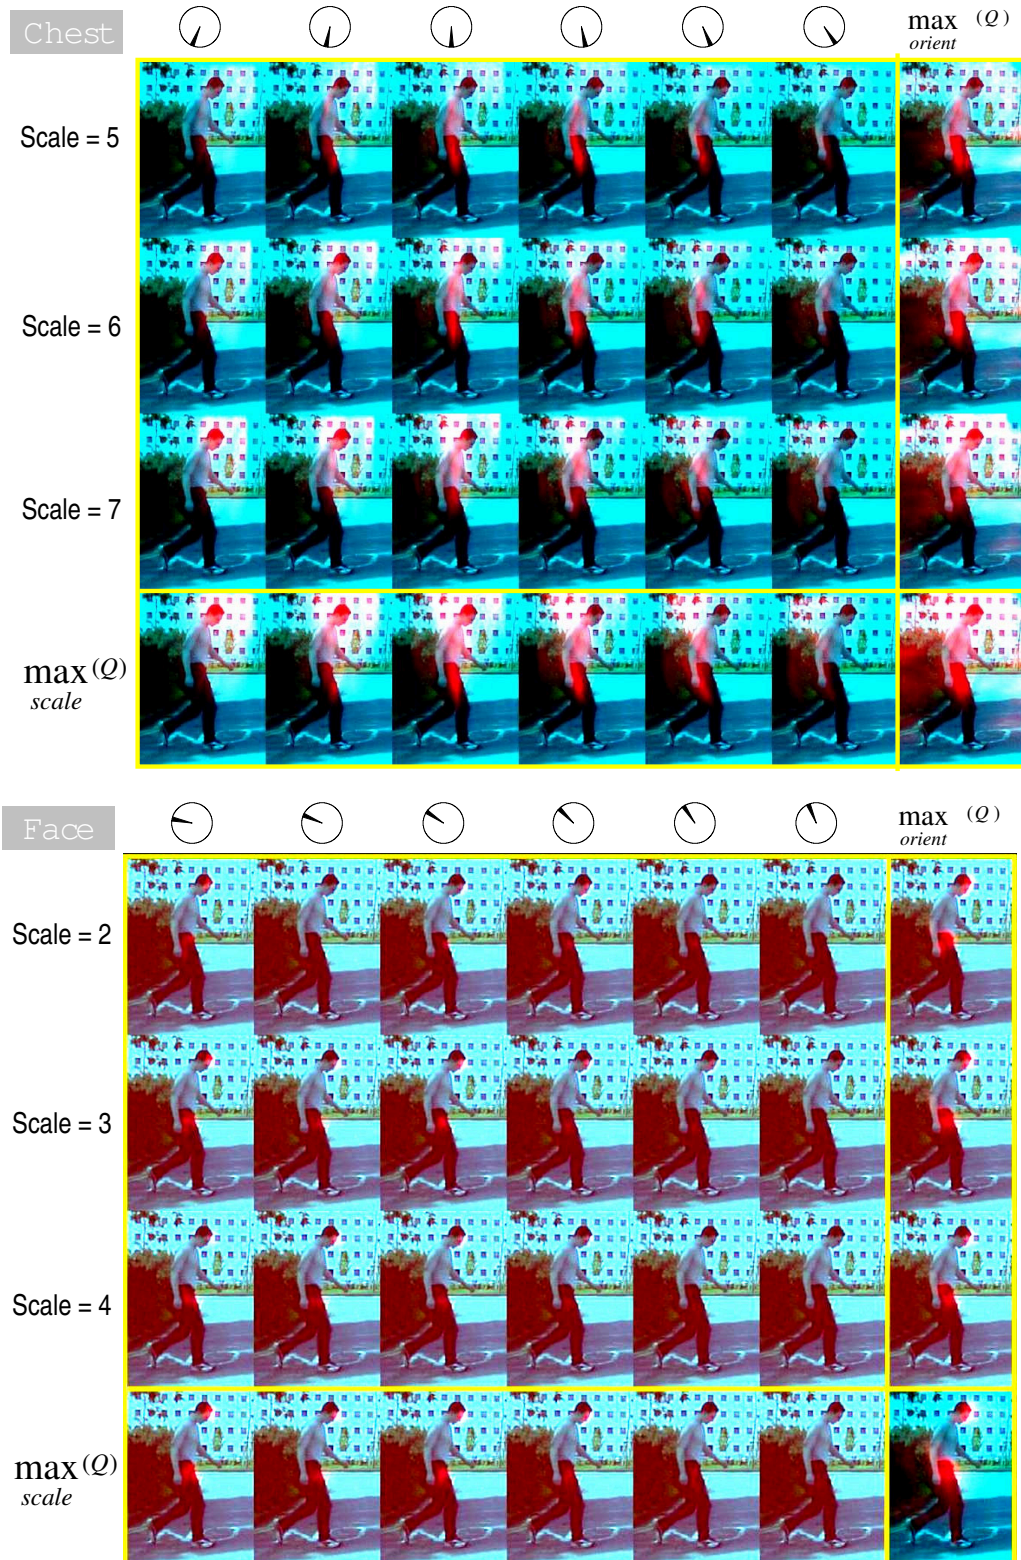 Chest
max (Q)
orient
Scale = 5
Scale = 6
Scale = 7
max (Q)
scale
Face
max (Q)
orient
Scale = 2
Scale = 3
Scale = 4
max (Q)
scale